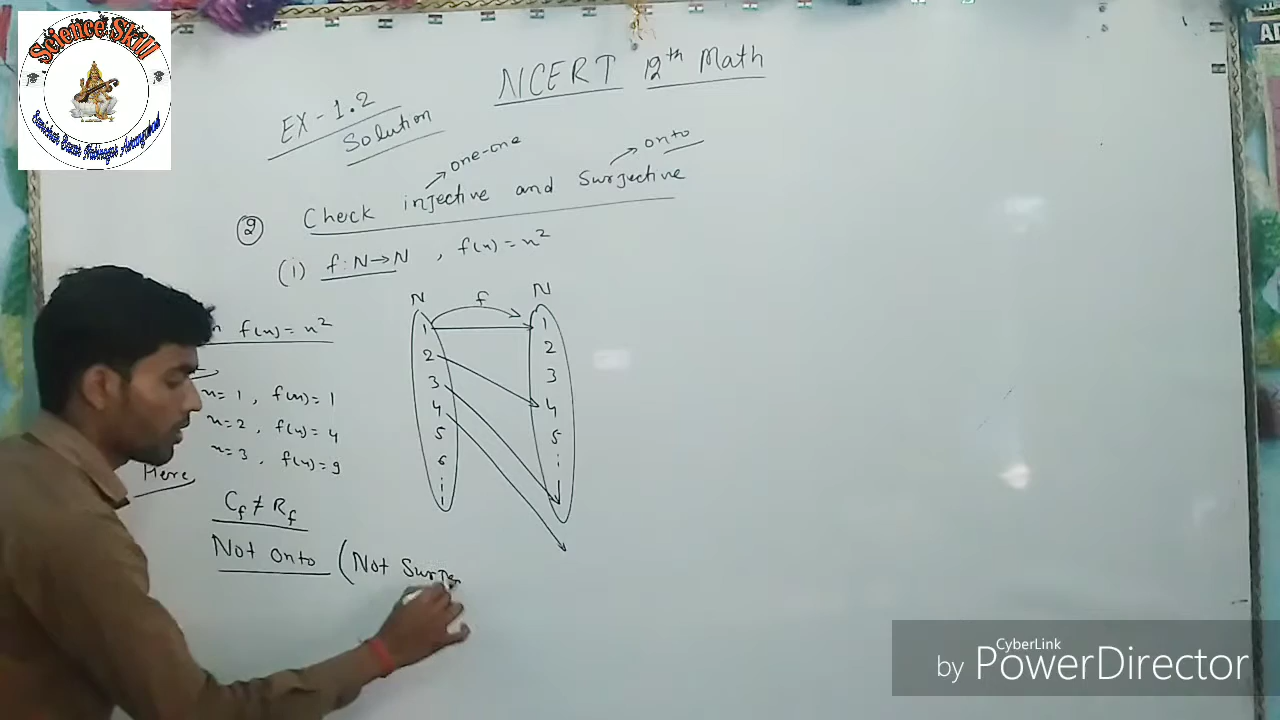 Science Skill
NCERT 12th Math
EX-1.2
Solution
one-one
onto
② Check injective and Surjective
(i) f: N→N , f(x) = x²
N f N
f(x) = x²
x= 1 , f(x) = 1
x=2 , f(x) = 4
x=3 , f(x) = 9
1 1
2 2
3 3
4 4
5 5
6
Here
Cf ≠ Rf
Not onto (Not Surje
CyberLink
by PowerDirector